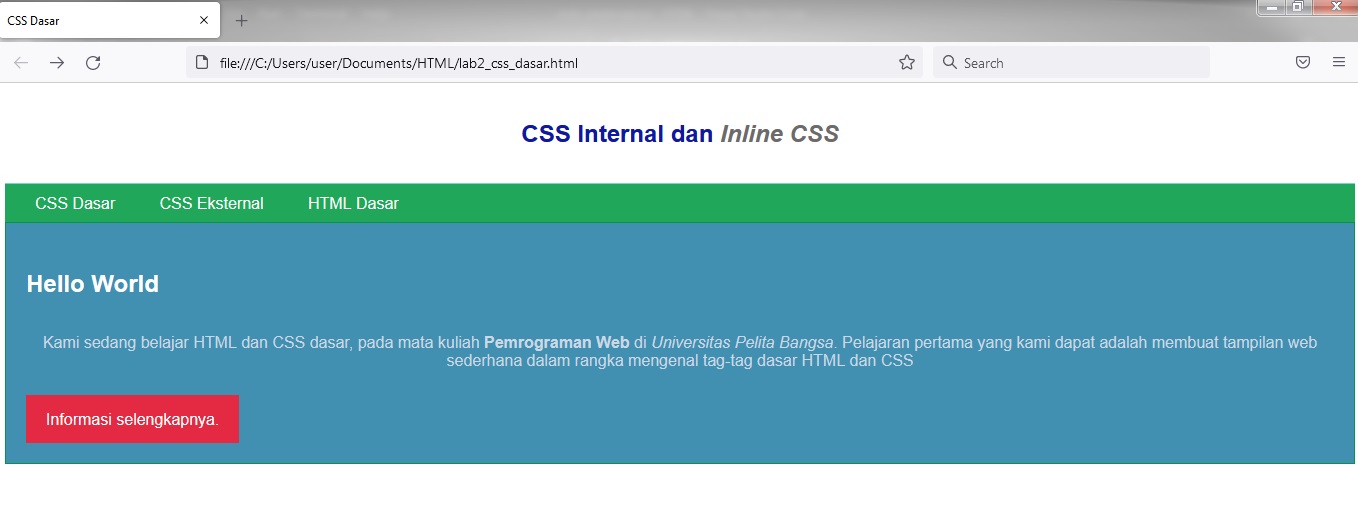 CSS Dasar
file:///C:/Users/user/Documents/HTML/lab2_css_dasar.html
Search
CSS Internal dan Inline CSS
CSS Dasar CSS Eksternal HTML Dasar
Hello World
Kami sedang belajar HTML dan CSS dasar, pada mata kuliah Pemrograman Web di Universitas Pelita Bangsa. Pelajaran pertama yang kami dapat adalah membuat tampilan web
sederhana dalam rangka mengenal tag-tag dasar HTML dan CSS
Informasi selengkapnya.